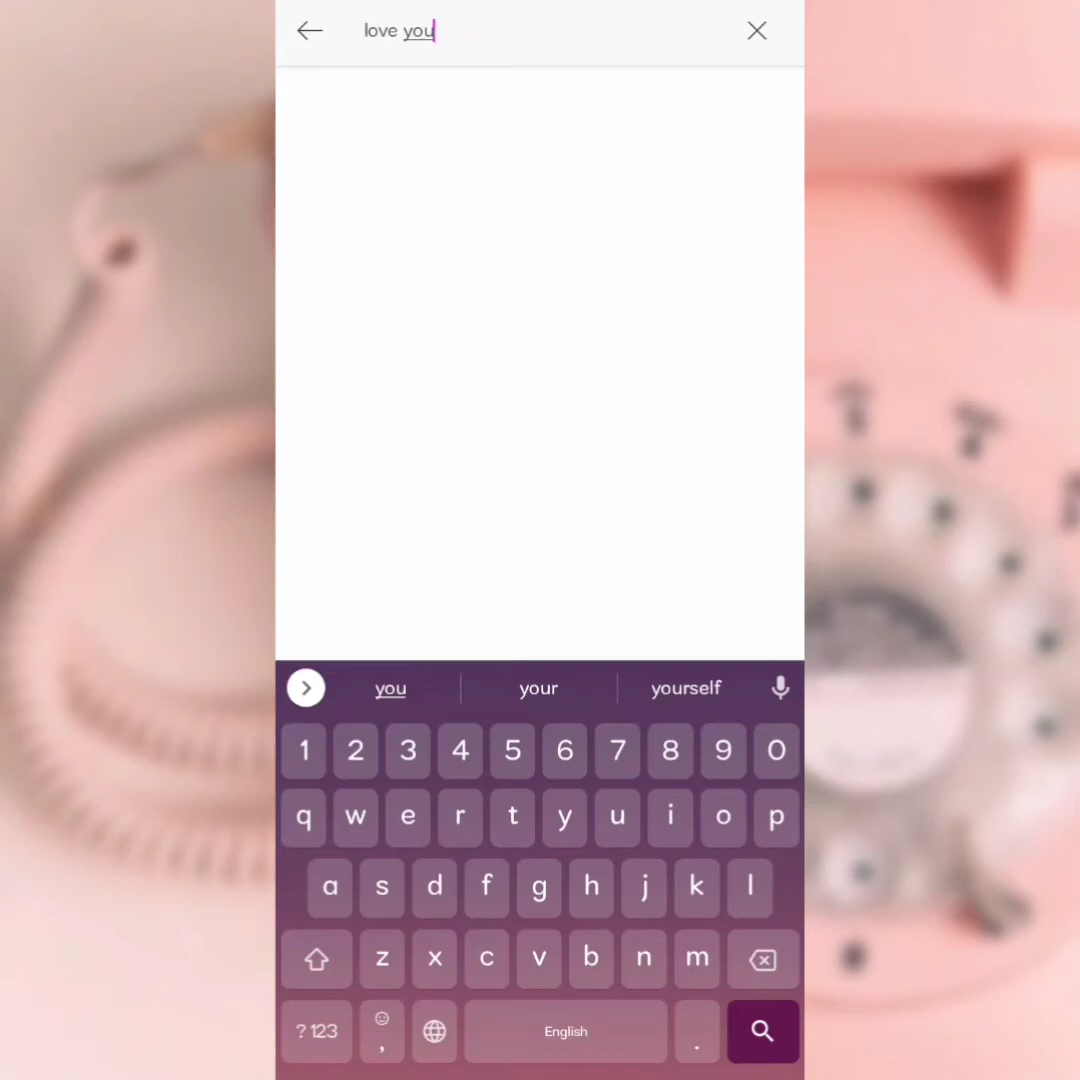 love you
you your yourself
1 2 3 4 5 6 7 8 9 0
q w e r t y u i o p
a s d f g h j k l
z x c v b n m
?123 , English .